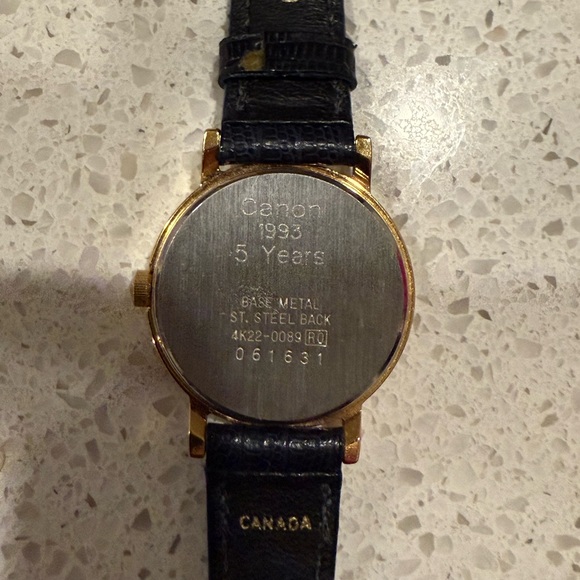 Canon
1993
5 Years
BASE METAL
ST. STEEL BACK
4K22-0089 R0
061631
CANADA